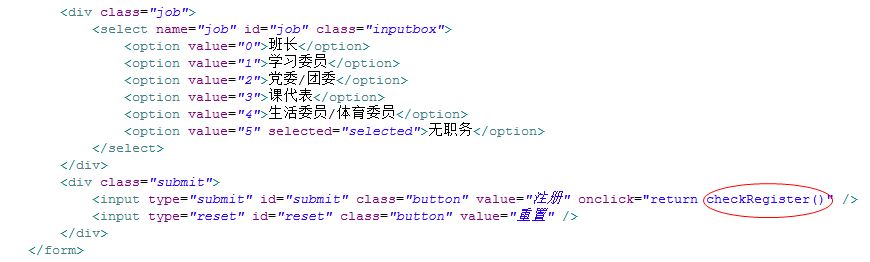 <div class="job">
<select name="job" id="job" class="inputbox">
<option value="0">班长</option>
<option value="1">学习委员</option>
<option value="2">党委/团委</option>
<option value="3">课代表</option>
<option value="4">生活委员/体育委员</option>
<option value="5" selected="selected">无职务</option>
</select>
</div>
<div class="submit">
<input type="submit" id="submit" class="button" value="注册" onclick="return checkRegister()" />
<input type="reset" id="reset" class="button" value="重置" />
</div>
</form>